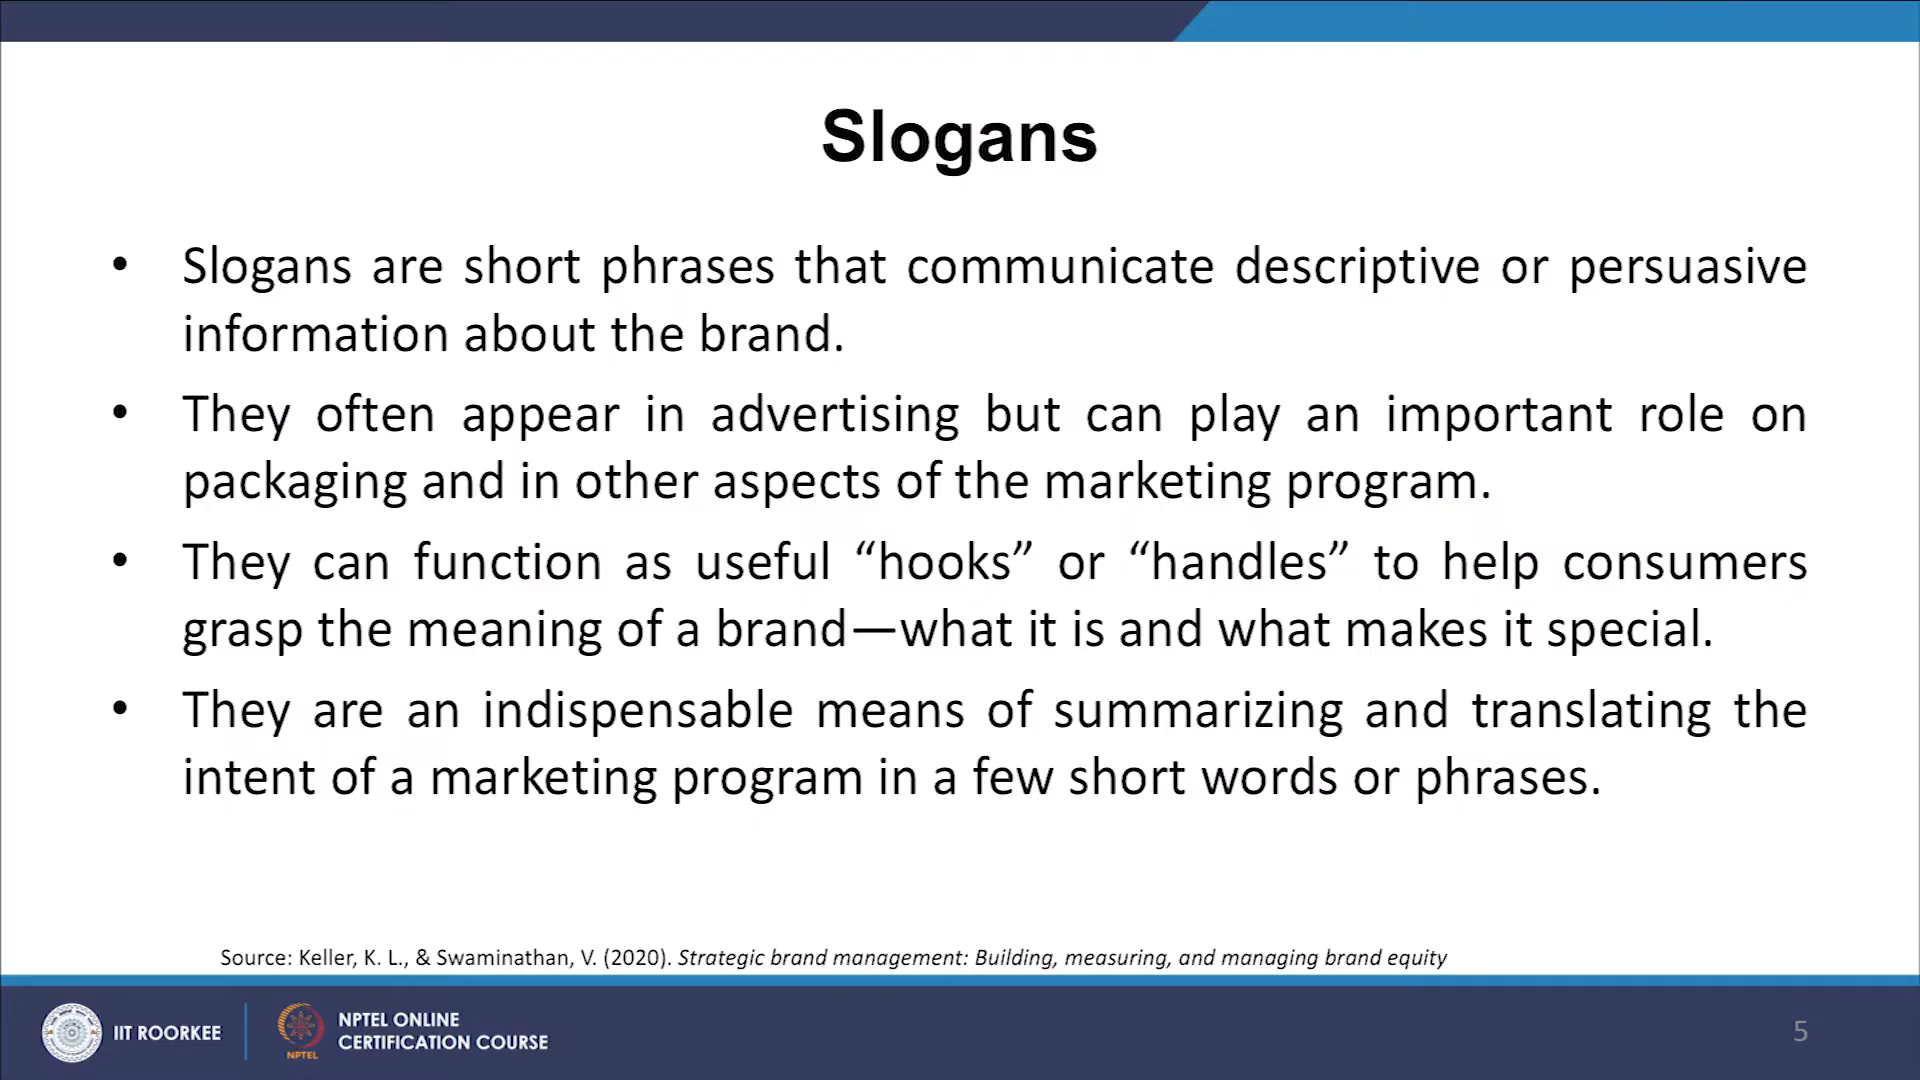 Slogans
• Slogans are short phrases that communicate descriptive or persuasive
information about the brand.
• They often appear in advertising but can play an important role on
packaging and in other aspects of the marketing program.
• They can function as useful “hooks” or “handles” to help consumers
grasp the meaning of a brand—what it is and what makes it special.
• They are an indispensable means of summarizing and translating the
intent of a marketing program in a few short words or phrases.
Source: Keller, K. L., & Swaminathan, V. (2020). Strategic brand management: Building, measuring, and managing brand equity
IIT ROORKEE
NPTEL
NPTEL ONLINE
CERTIFICATION COURSE
5